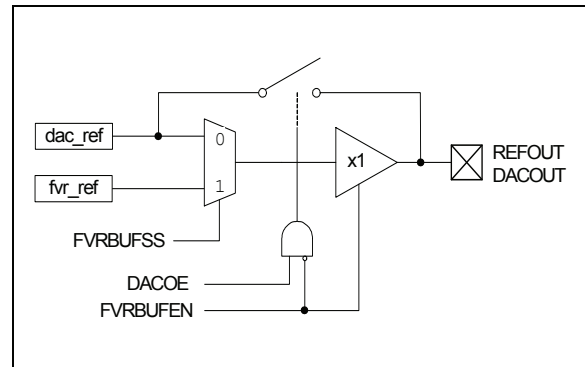 dac_ref
0
x1
REFOUT
DACOUT
fvr_ref
1
FVRBUFSS
DACOE
FVRBUFEN